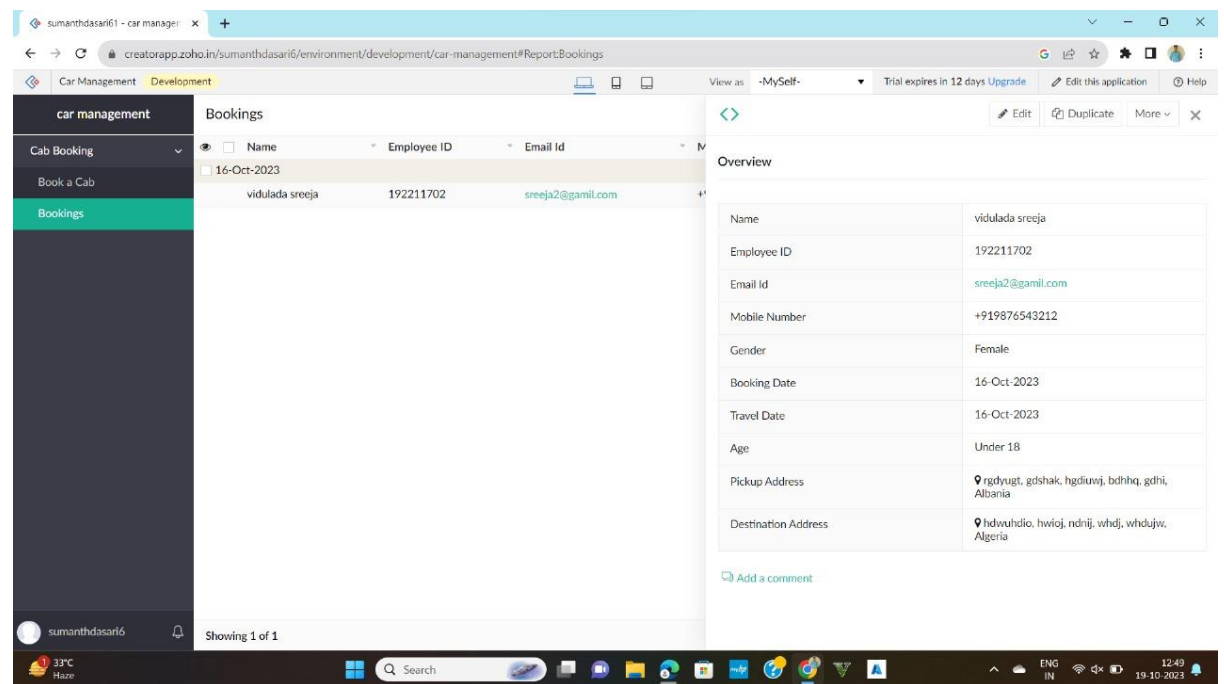 sumanthdasari61 - car manager
creatorapp.zoho.in/sumanthdasari6/environment/development/car-management#Report:Bookings
Car Management Development View as -MySelf- Trial expires in 12 days Upgrade Edit this application Help
car management
Cab Booking
Book a Cab
Bookings
sumanthdasari6
Bookings
Name Employee ID Email Id M
16-Oct-2023
vidulada sreeja 192211702 sreeja2@gamil.com
Showing 1 of 1
Edit Duplicate More
Overview
Name vidulada sreeja
Employee ID 192211702
Email Id sreeja2@gamil.com
Mobile Number +919876543212
Gender Female
Booking Date 16-Oct-2023
Travel Date 16-Oct-2023
Age Under 18
Pickup Address rgdyugt, gdshak, hgdiuwj, bdhhq, gdhi,
Albania
Destination Address hdwuhdio, hwioj, ndnij, whdj, whdujw,
Algeria
Add a comment
1 33°C
Haze
Search
ENG
IN
12:49
19-10-2023